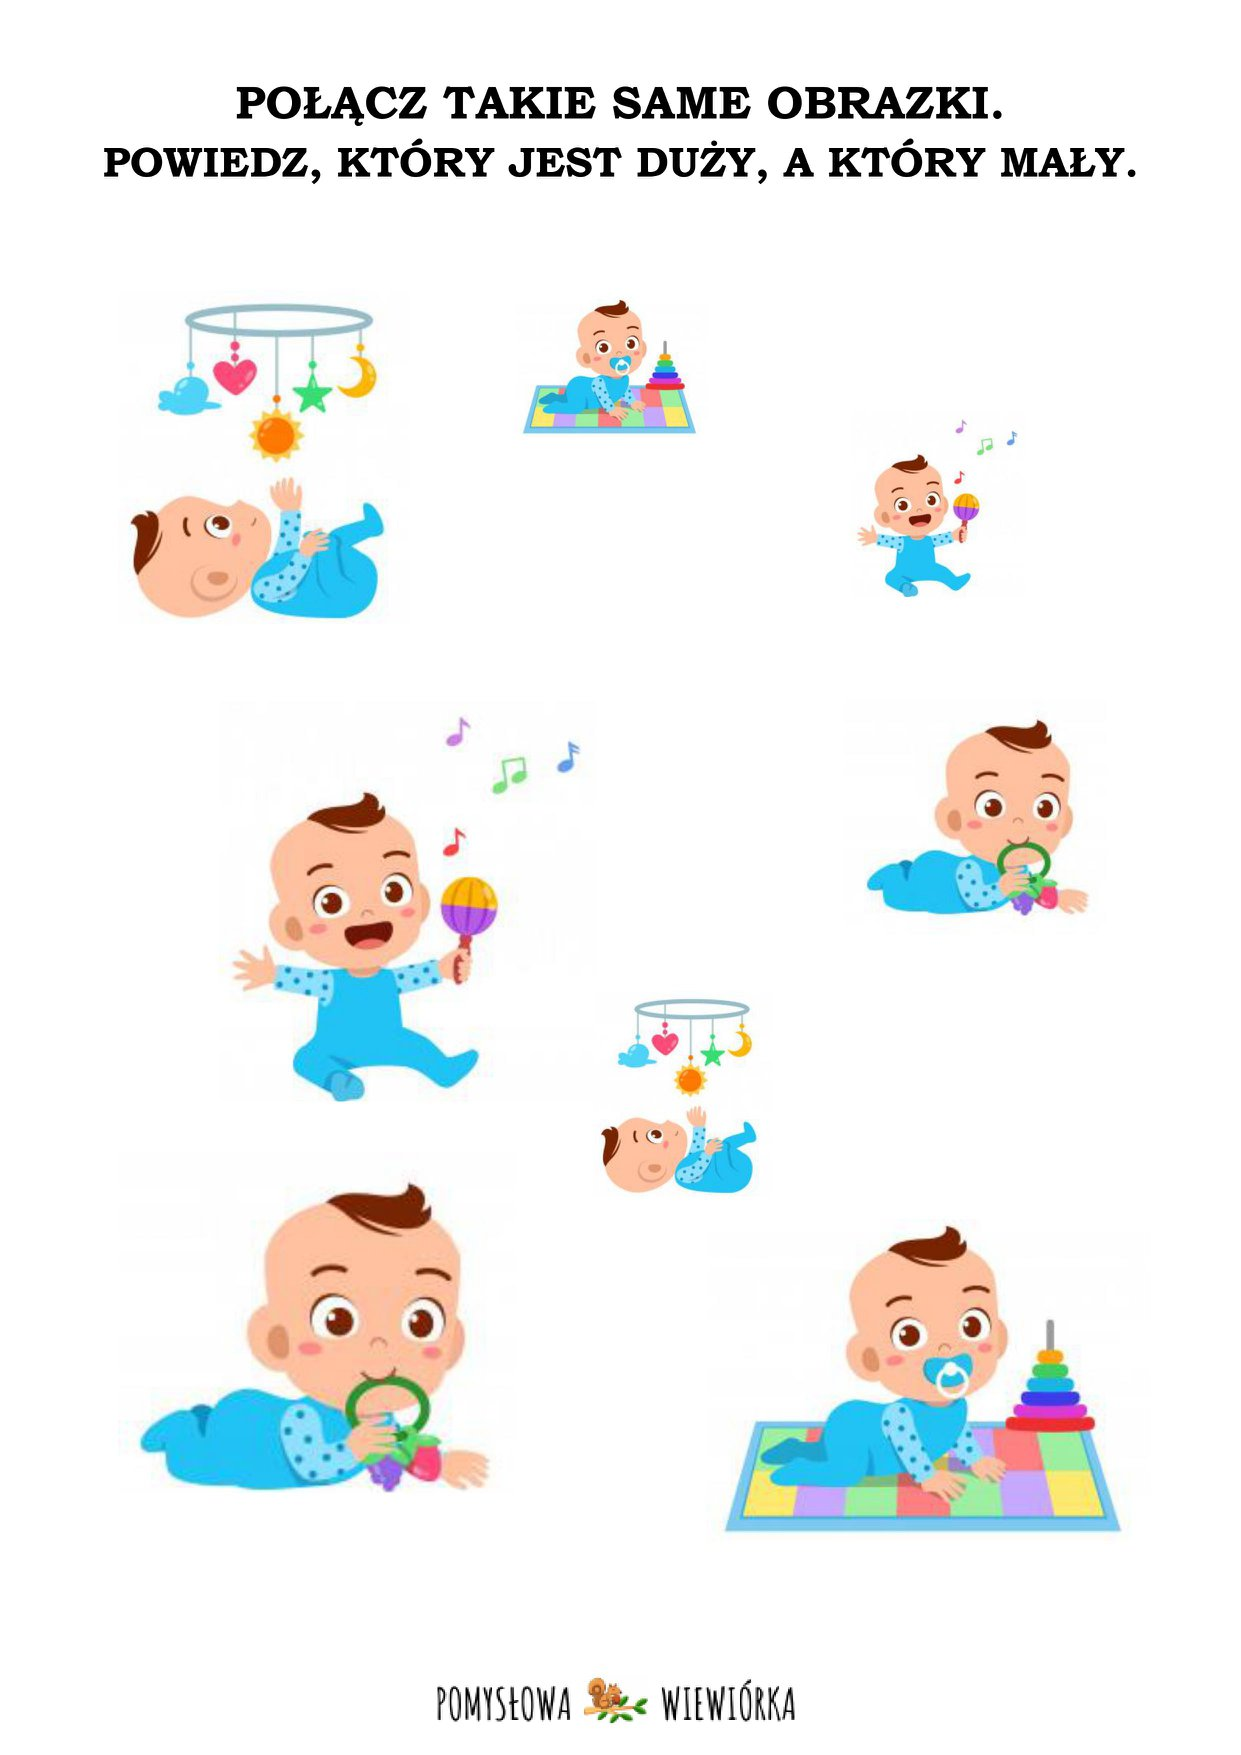 POŁĄCZ TAKIE SAME OBRAZKI.
POWIEDZ, KTÓRY JEST DUŻY, A KTÓRY MAŁY.
POMYSŁOWA WIEWIÓRKA